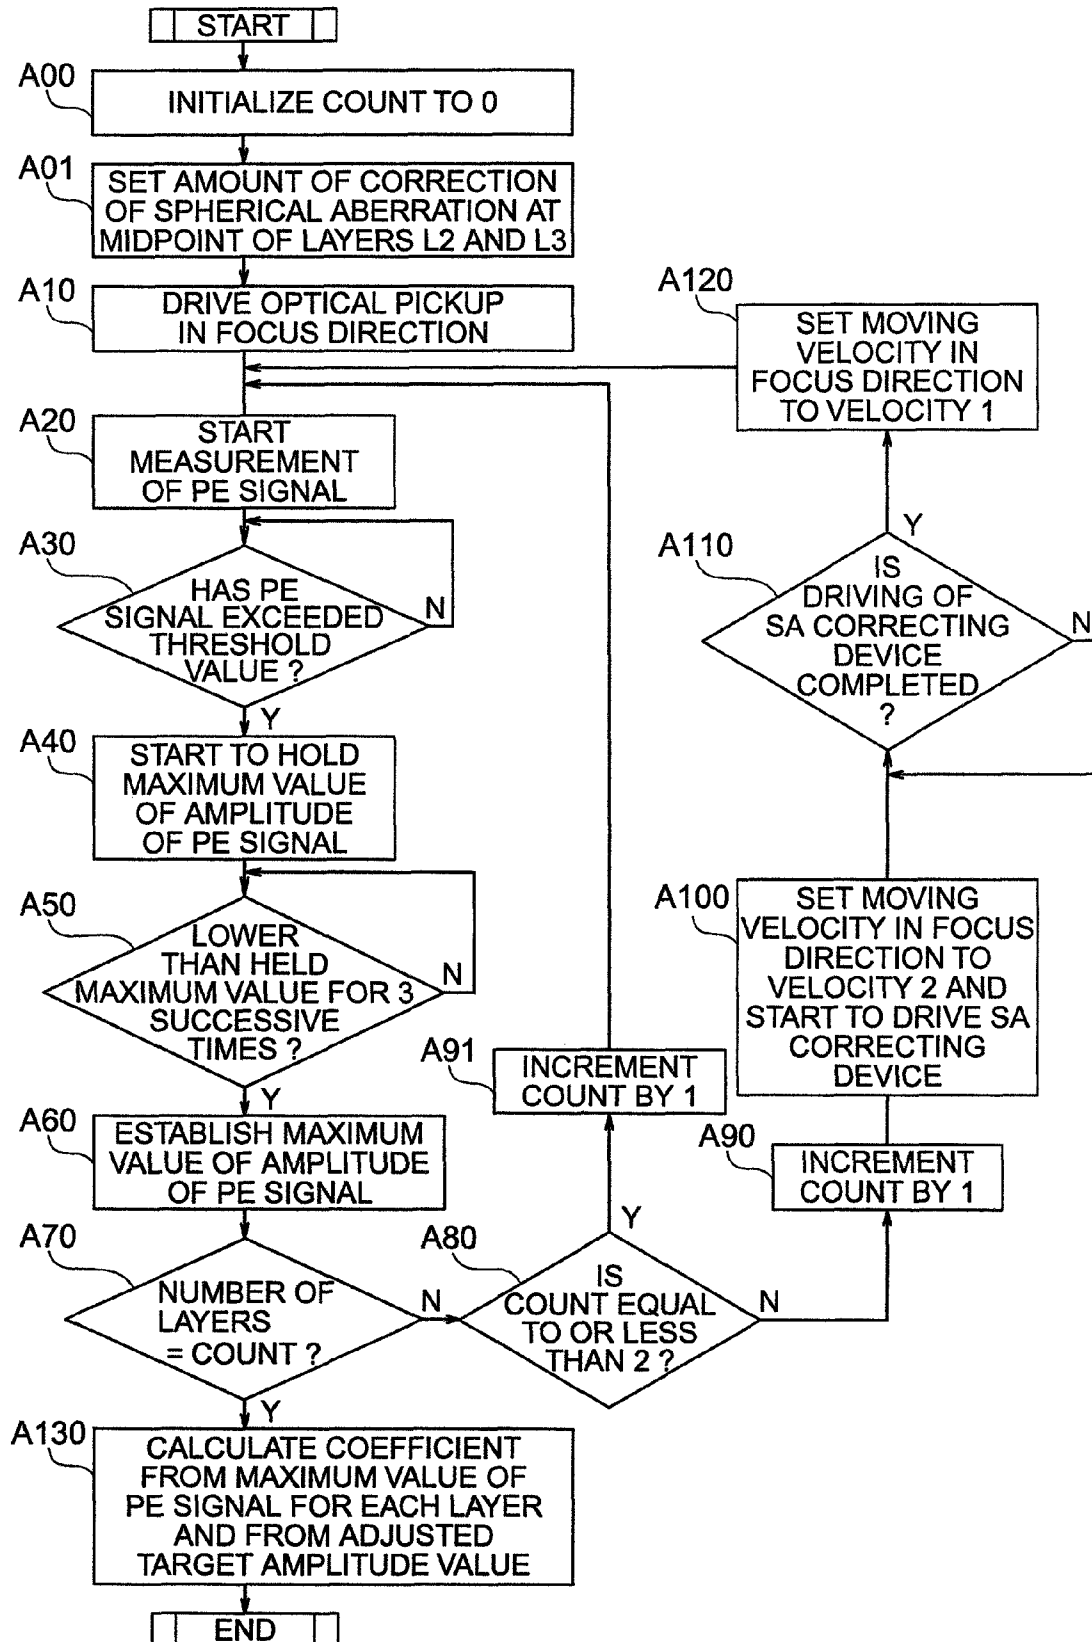 START
A00
INITIALIZE COUNT TO 0
A01
SET AMOUNT OF CORRECTION
OF SPHERICAL ABERRATION AT
MIDPOINT OF LAYERS L2 AND L3
A10
DRIVE OPTICAL PICKUP
IN FOCUS DIRECTION
A20
START
MEASUREMENT
OF PE SIGNAL
A30
HAS PE
SIGNAL EXCEEDED
THRESHOLD
VALUE ?
N
Y
A40
START TO HOLD
MAXIMUM VALUE
OF AMPLITUDE
OF PE SIGNAL
A50
LOWER
THAN HELD
MAXIMUM VALUE FOR 3
SUCCESSIVE
TIMES ?
N
Y
A60
ESTABLISH MAXIMUM
VALUE OF AMPLITUDE
OF PE SIGNAL
A70
NUMBER OF
LAYERS
= COUNT ?
N
Y
A80
IS
COUNT EQUAL
TO OR LESS
THAN 2 ?
Y
N
A91
INCREMENT
COUNT BY 1
A90
INCREMENT
COUNT BY 1
A100
SET MOVING
VELOCITY IN FOCUS
DIRECTION TO
VELOCITY 2 AND
START TO DRIVE SA
CORRECTING
DEVICE
A110
IS
DRIVING OF
SA CORRECTING
DEVICE
COMPLETED
?
Y
N
A120
SET MOVING
VELOCITY IN
FOCUS DIRECTION
TO VELOCITY 1
A130
CALCULATE COEFFICIENT
FROM MAXIMUM VALUE OF
PE SIGNAL FOR EACH LAYER
AND FROM ADJUSTED
TARGET AMPLITUDE VALUE
END